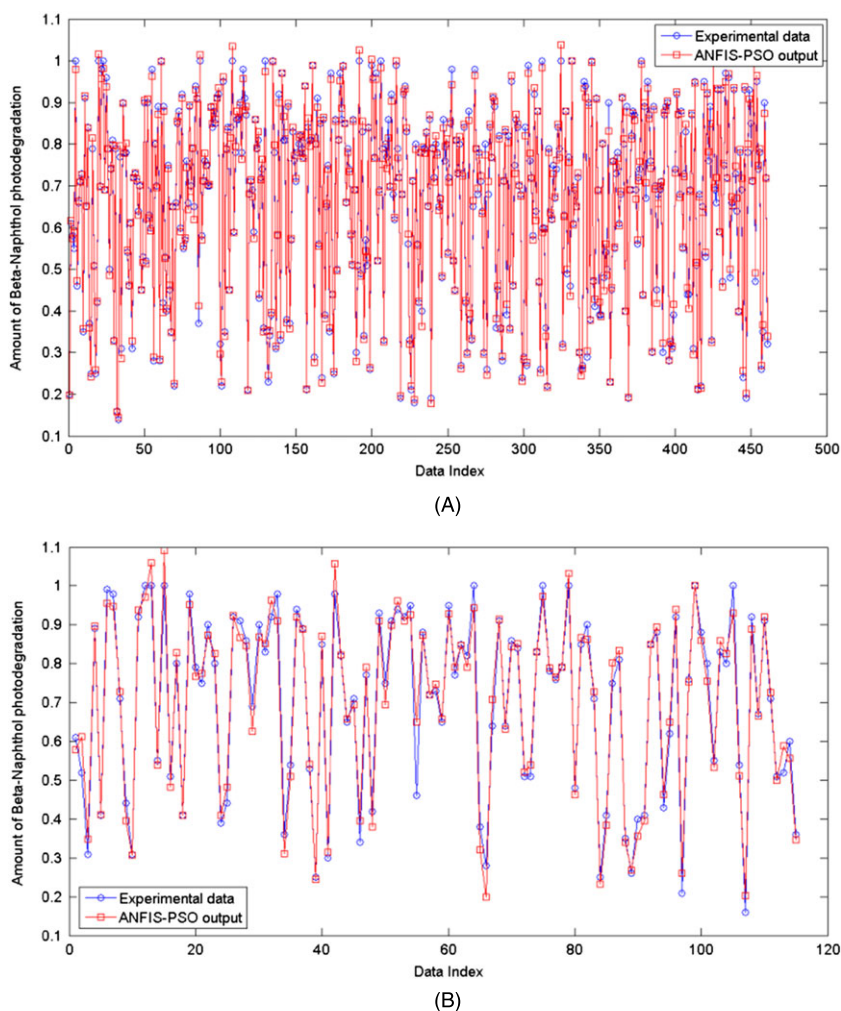 1.1
1
0.9
0.8
0.7
0.6
0.5
0.4
0.3
0.2
0.1
Amount of Beta-Naphthol photodegradation
Experimental data
ANFIS-PSO output
0 50 100 150 200 250 300 350 400 450 500
Data Index
(A)
1.1
1
0.9
0.8
0.7
0.6
0.5
0.4
0.3
0.2
0.1
Amount of Beta-Naphthol photodegradation
Experimental data
ANFIS-PSO output
0 20 40 60 80 100 120
Data Index
(B)